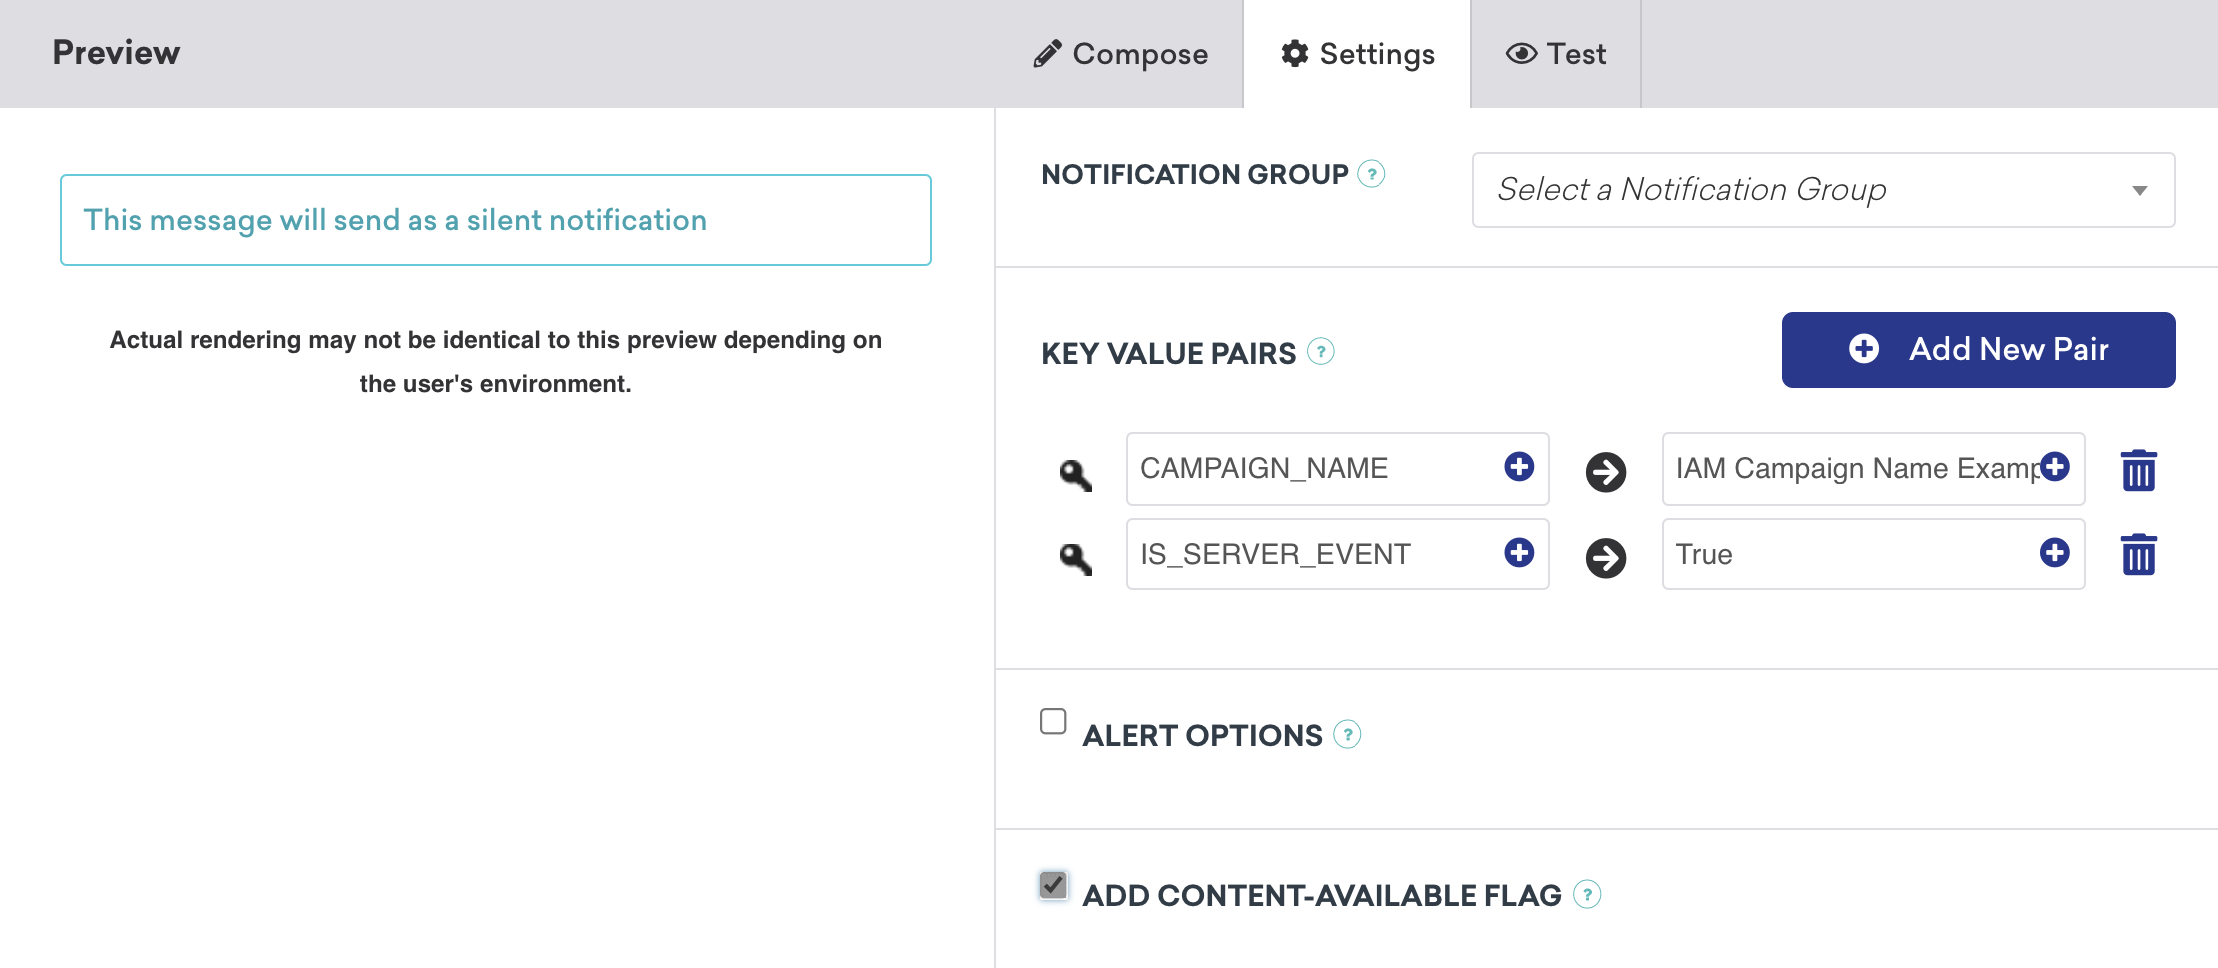 Preview
Compose
Settings
Test
This message will send as a silent notification
Actual rendering may not be identical to this preview depending on
the user's environment.
NOTIFICATION GROUP ?
Select a Notification Group
KEY VALUE PAIRS ?
Add New Pair
CAMPAIGN_NAME
IAM Campaign Name Examp
IS_SERVER_EVENT
True
ALERT OPTIONS ?
ADD CONTENT-AVAILABLE FLAG ?